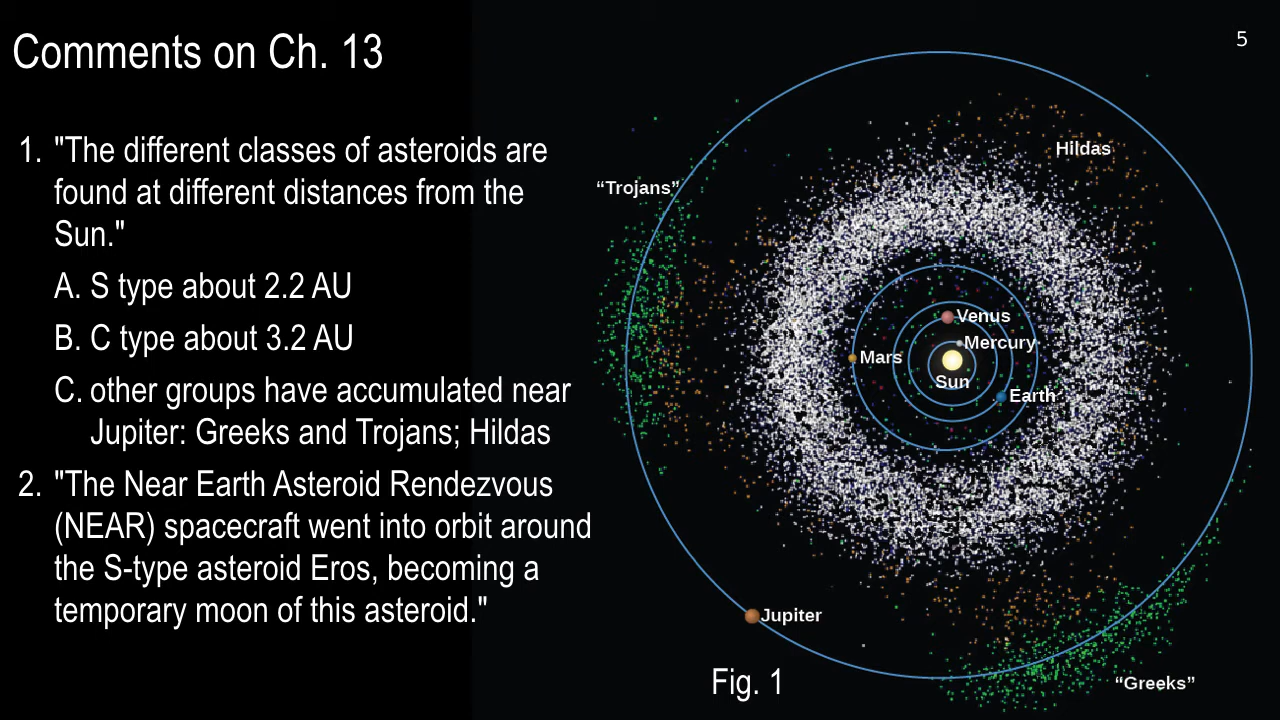 Comments on Ch. 13
5
1. "The different classes of asteroids are
found at different distances from the
Sun."
A. S type about 2.2 AU
B. C type about 3.2 AU
C. other groups have accumulated near
Jupiter: Greeks and Trojans; Hildas
2. "The Near Earth Asteroid Rendezvous
(NEAR) spacecraft went into orbit around
the S-type asteroid Eros, becoming a
temporary moon of this asteroid."
Hildas
“Trojans”
Venus
Mercury
Mars
Sun
Earth
Jupiter
“Greeks”
Fig. 1